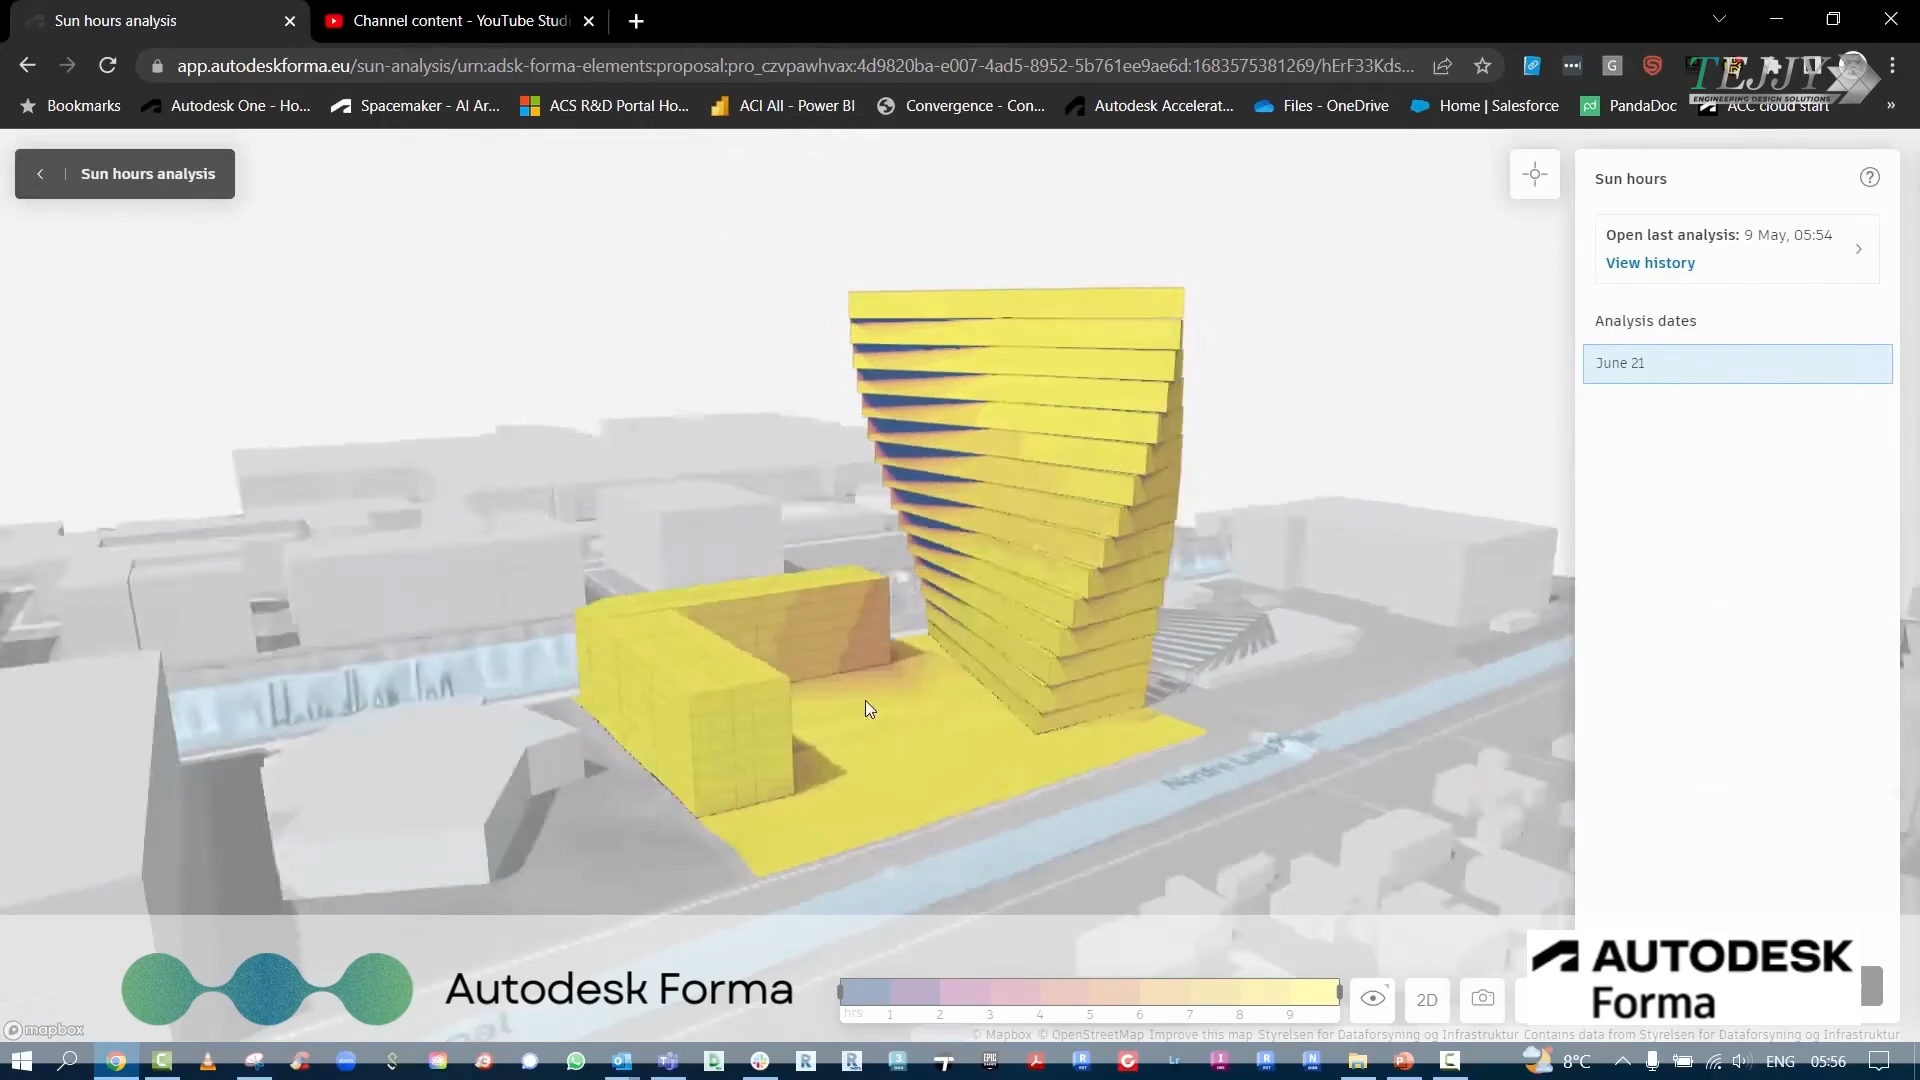 Sun hours analysis
Channel content - YouTube Studi
app.autodeskforma.eu/sun-analysis/urn:adsk-forma-elements:proposal:pro_czvpawhvax:4d9820ba-e007-4ad5-8952-5b761ee9ae6d:1683575381269/hErF33Kds...
TEJJY
ENGINEERING DESIGN SOLUTIONS
Bookmarks
Autodesk One - Ho...
Spacemaker - AI Ar...
ACS R&D Portal Ho...
ACI All - Power BI
Convergence - Con...
Autodesk Accelerat...
Files - OneDrive
Home | Salesforce
PandaDoc
ACC cloud start
»
Sun hours analysis
Sun hours
Open last analysis: 9 May, 05:54
View history
Analysis dates
June 21
Autodesk Forma
hrs 1 2 3 4 5 6 7 8 9
2D
AUTODESK
Forma
mapbox
© Mapbox © OpenStreetMap Improve this map Styrelsen for Dataforsyning og Infrastruktur Contains data from Styrelsen for Dataforsyning og Infrastruktur
8°C
ENG
05:56